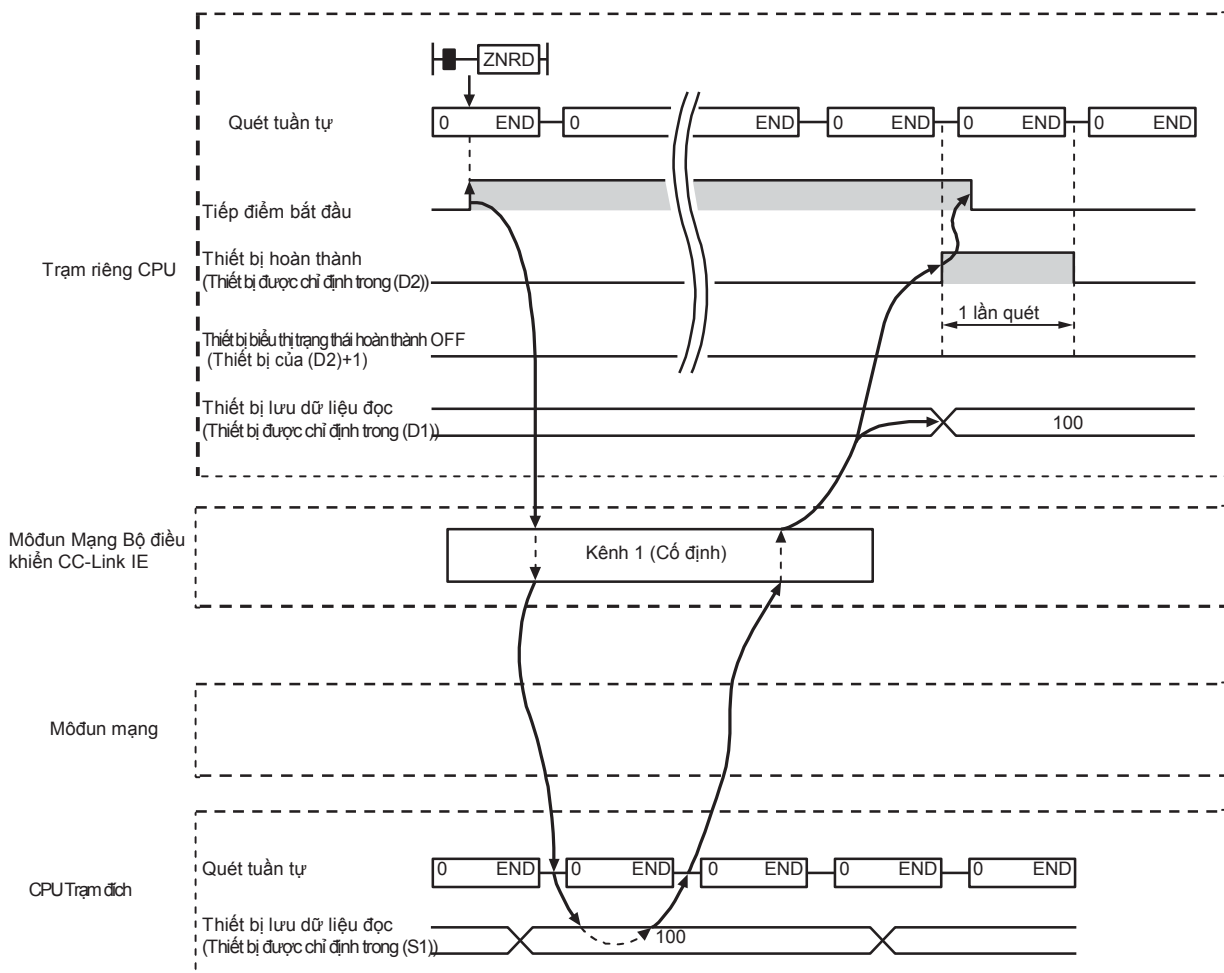 ZNRD
Quét tuần tự
0 END 0 END 0 END 0 END 0 END
Tiếp điểm bắt đầu
Trạm riêng CPU
Thiết bị hoàn thành
(Thiết bị được chỉ định trong (D2))
1 lần quét
Thiết bị biểu thị trạng thái hoàn thành OFF
(Thiết bị của (D2)+1)
Thiết bị lưu dữ liệu đọc
(Thiết bị được chỉ định trong (D1))
100
Môđun Mạng Bộ điều
khiển CC-Link IE
Kênh 1 (Cố định)
Môđun mạng
CPU Trạm đích
Quét tuần tự
0 END 0 END 0 END 0 END 0 END
Thiết bị lưu dữ liệu đọc
(Thiết bị được chỉ định trong (S1))
100